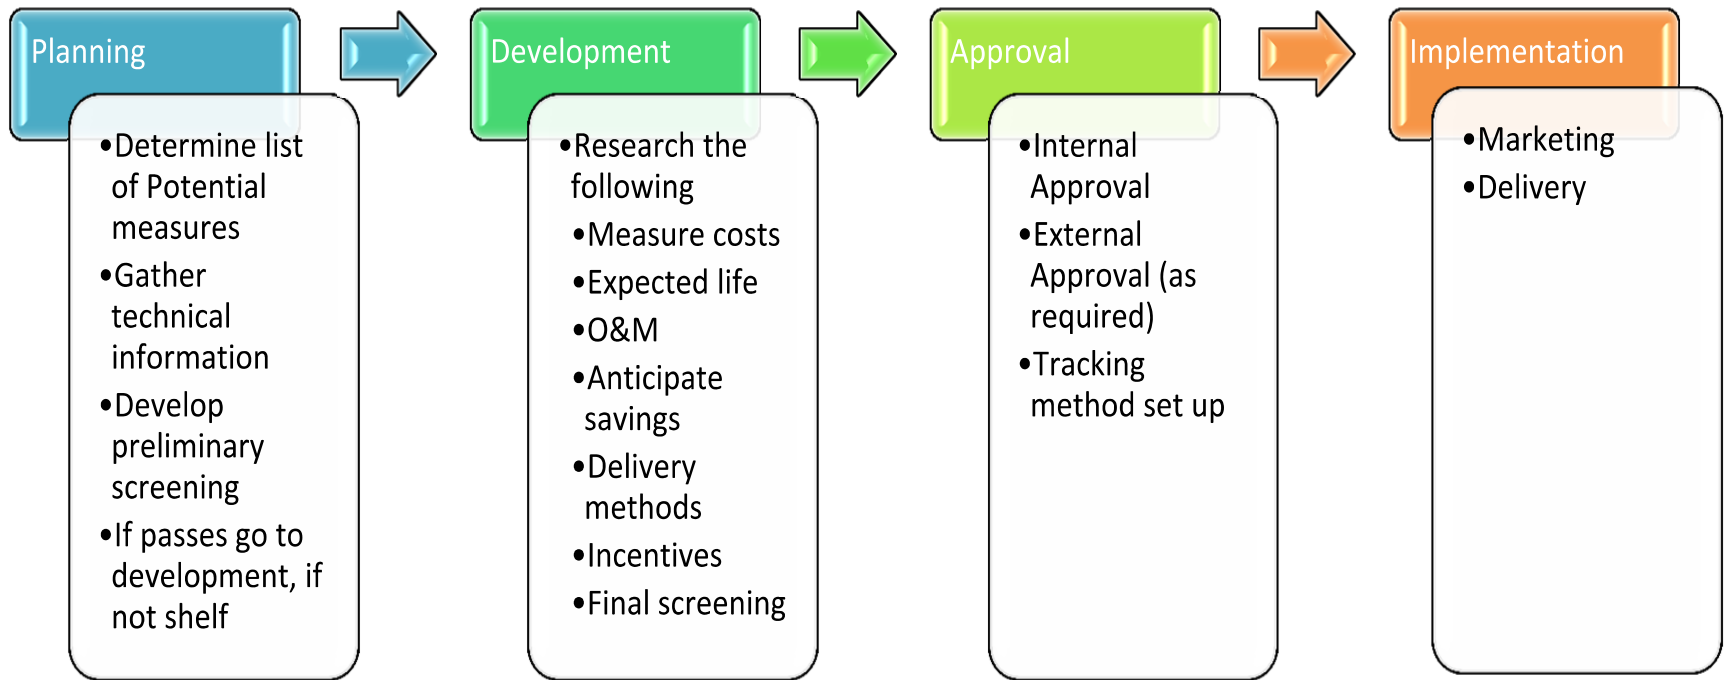 Planning
•Determine list
of Potential
measures
•Gather
technical
information
•Develop
preliminary
screening
•If passes go to
development, if
not shelf
Development
•Research the
following
•Measure costs
•Expected life
•O&M
•Anticipate
savings
•Delivery
methods
•Incentives
•Final screening
Approval
•Internal
Approval
•External
Approval (as
required)
•Tracking
method set up
Implementation
•Marketing
•Delivery